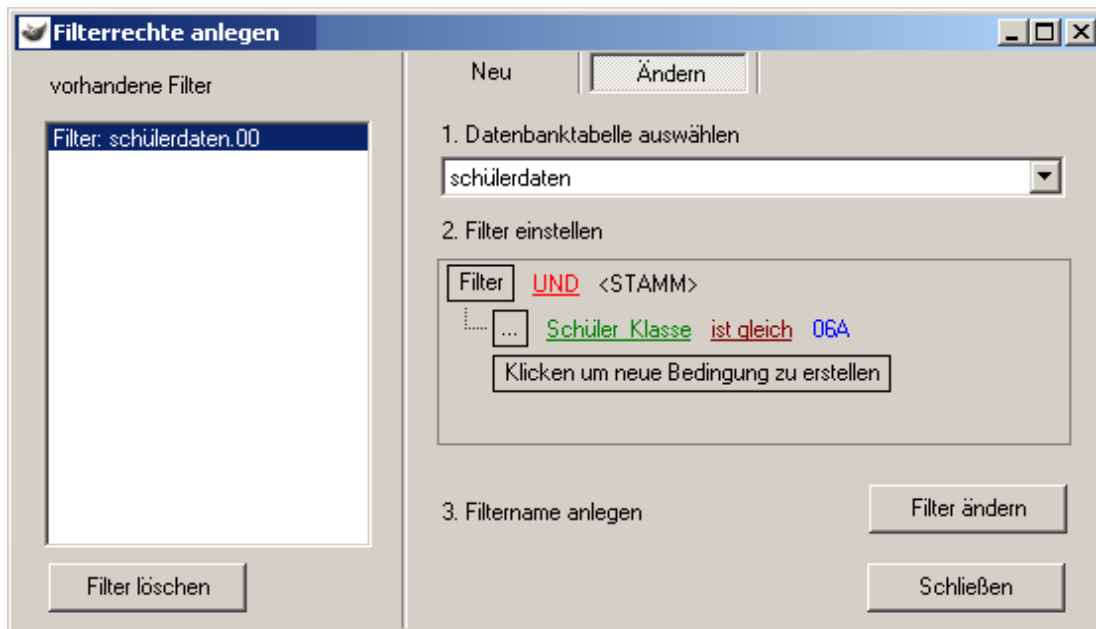 Filterrechte anlegen
vorhandene Filter
Filter: schülerdaten.00
Filter löschen
Neu
Ändern
1. Datenbanktabelle auswählen
schülerdaten
2. Filter einstellen
Filter UND <STAMM>
... Schüler_Klasse ist gleich 06A
Klicken um neue Bedingung zu erstellen
3. Filtername anlegen
Filter ändern
Schließen